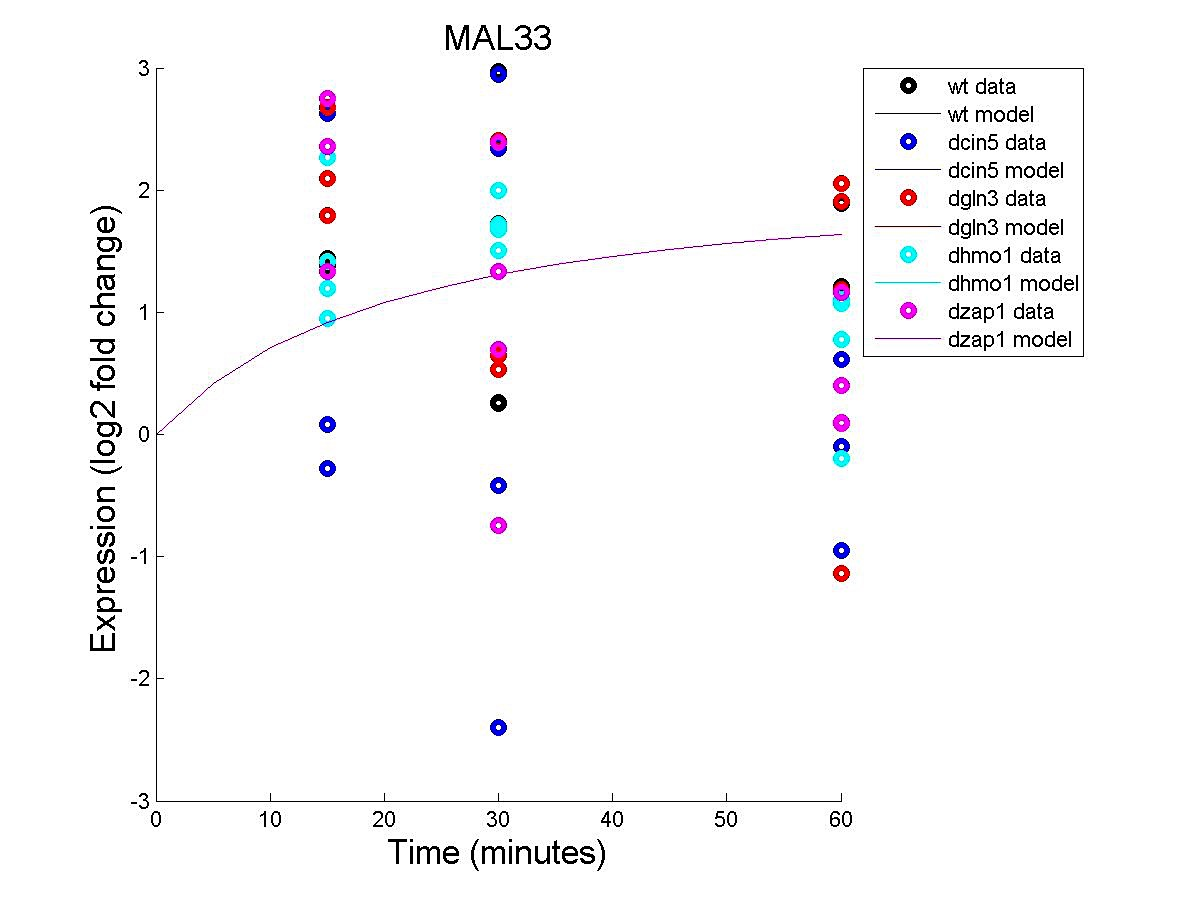 MAL33
3
2
1
0
-1
-2
-3
0 10 20 30 40 50 60
Time (minutes)
Expression (log2 fold change)
wt data
wt model
dcin5 data
dcin5 model
dgln3 data
dgln3 model
dhmo1 data
dhmo1 model
dzap1 data
dzap1 model